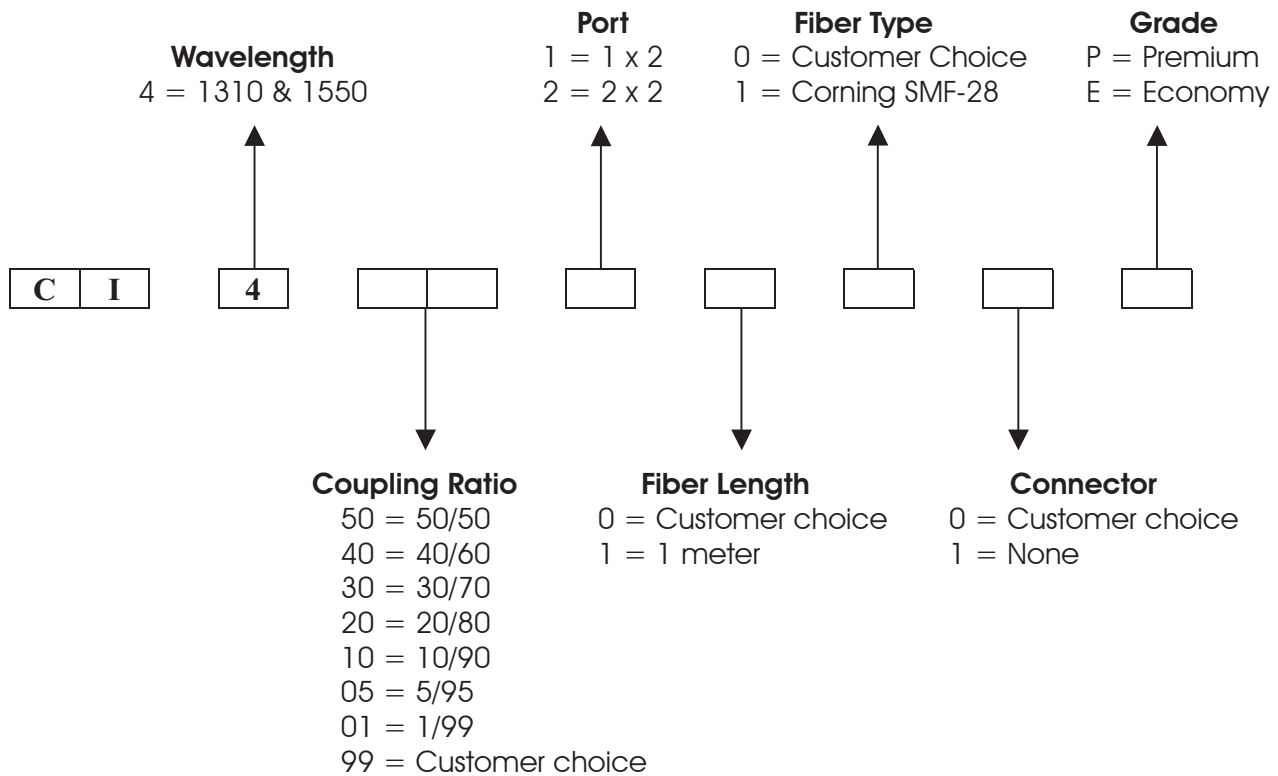 Wavelength
4 = 1310 & 1550
Port
1 = 1 x 2
2 = 2 x 2
Fiber Type
0 = Customer Choice
1 = Corning SMF-28
Grade
P = Premium
E = Economy
C I 4
Coupling Ratio
50 = 50/50
40 = 40/60
30 = 30/70
20 = 20/80
10 = 10/90
05 = 5/95
01 = 1/99
99 = Customer choice
Fiber Length
0 = Customer choice
1 = 1 meter
Connector
0 = Customer choice
1 = None